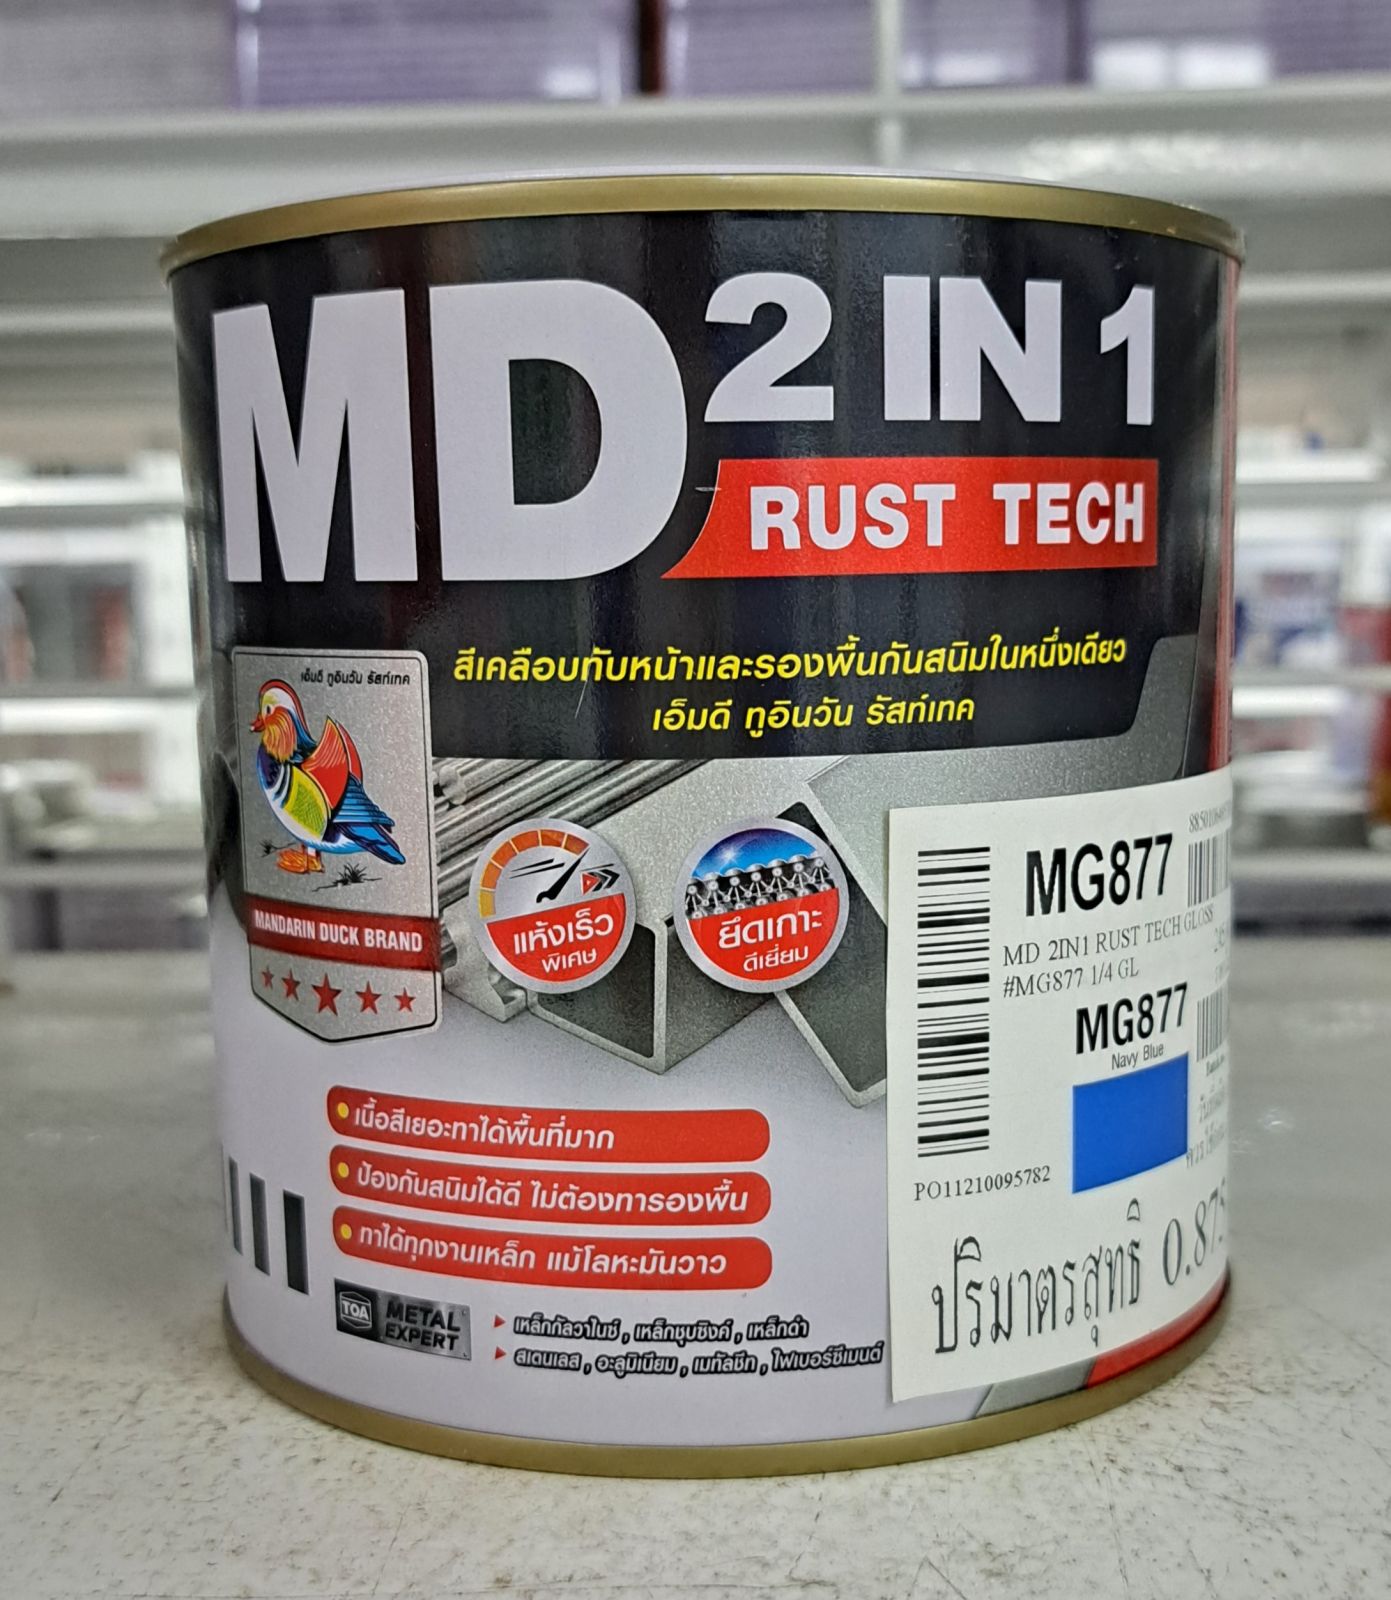 MD 2 IN 1
RUST TECH
สีเคลือบทับหน้าและรองพื้นกันสนิมในหนึ่งเดียว
เอ็มดี ทูอินวัน รัสท์เทค
เอ็มดี ทูอินวัน รัสท์เทค
MANDARIN DUCK BRAND
แห้งเร็ว
พิเศษ
ยึดเกาะ
ดีเยี่ยม
MG877
MD 2IN1 RUST TECH GLOSS
#MG877 1/4 GL
MG877
Navy Blue
PO11210095782
ปริมาตรสุทธิ
เนื้อสีเยอะทาได้พื้นที่มาก
ป้องกันสนิมได้ดี ไม่ต้องทารองพื้น
ทาได้ทุกงานเหล็ก แม้โลหะมันวาว
TOA METAL
EXPERT
เหล็กกัลวาไนซ์ , เหล็กชุบซิงค์ , เหล็กดำ
สเตนเลส , อะลูมิเนียม , เมทัลชีท , ไฟเบอร์ซีเมนต์